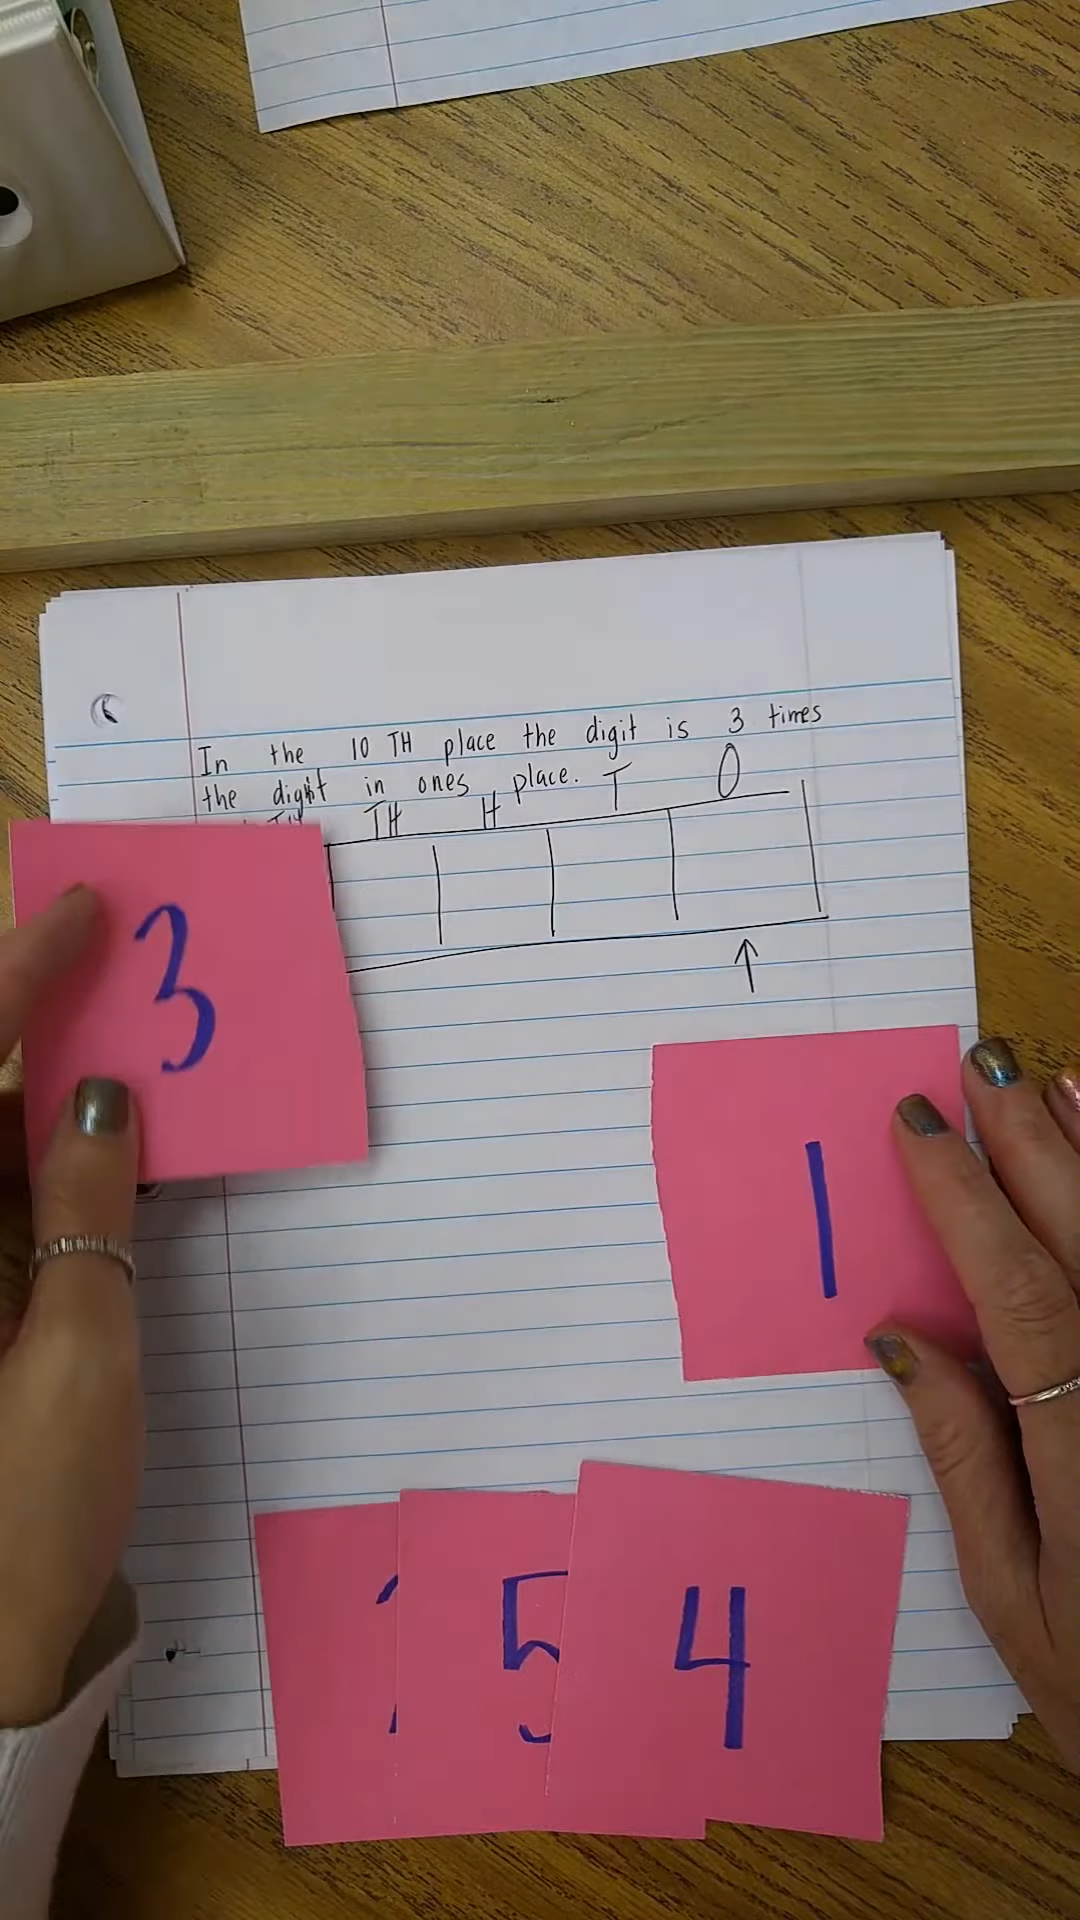 In the 10 TH place the digit is 3 times
the digit in ones place.
TH H T O
3
1
5 4